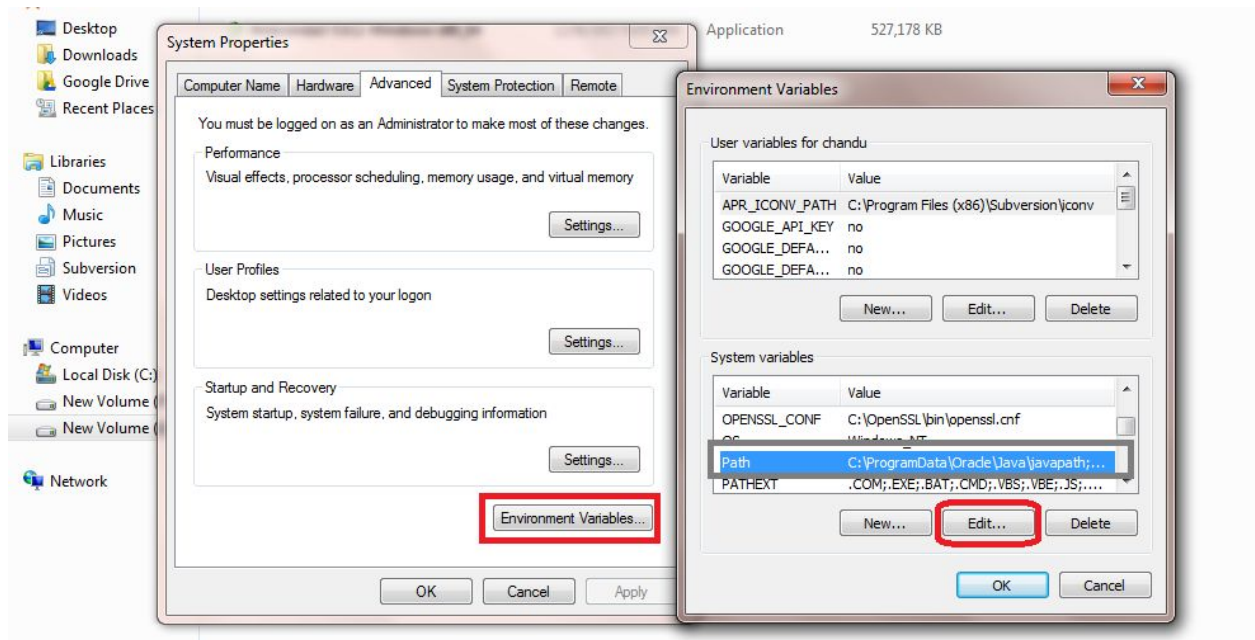 Desktop
Downloads
Google Drive
Recent Places
Libraries
Documents
Music
Pictures
Subversion
Videos
Computer
Local Disk (C:)
New Volume (
New Volume (
Network
Application 527,178 KB
System Properties
Computer Name Hardware Advanced System Protection Remote
You must be logged on as an Administrator to make most of these changes.
Performance
Visual effects, processor scheduling, memory usage, and virtual memory
Settings...
User Profiles
Desktop settings related to your logon
Settings...
Startup and Recovery
System startup, system failure, and debugging information
Settings...
Environment Variables...
OK Cancel Apply
Environment Variables
User variables for chandu
Variable Value
APR_ICONV_PATH C:\Program Files (x86)\Subversion\iconv
GOOGLE_API_KEY no
GOOGLE_DEFA... no
GOOGLE_DEFA... no
New... Edit... Delete
System variables
Variable Value
OPENSSL_CONF C:\OpenSSL\bin\openssl.cnf
OS Windows_NT
Path C:\ProgramData\Oracle\Java\javapath;...
PATHEXT .COM;.EXE;.BAT;.CMD;.VBS;.VBE;.JS;....
New... Edit... Delete
OK Cancel